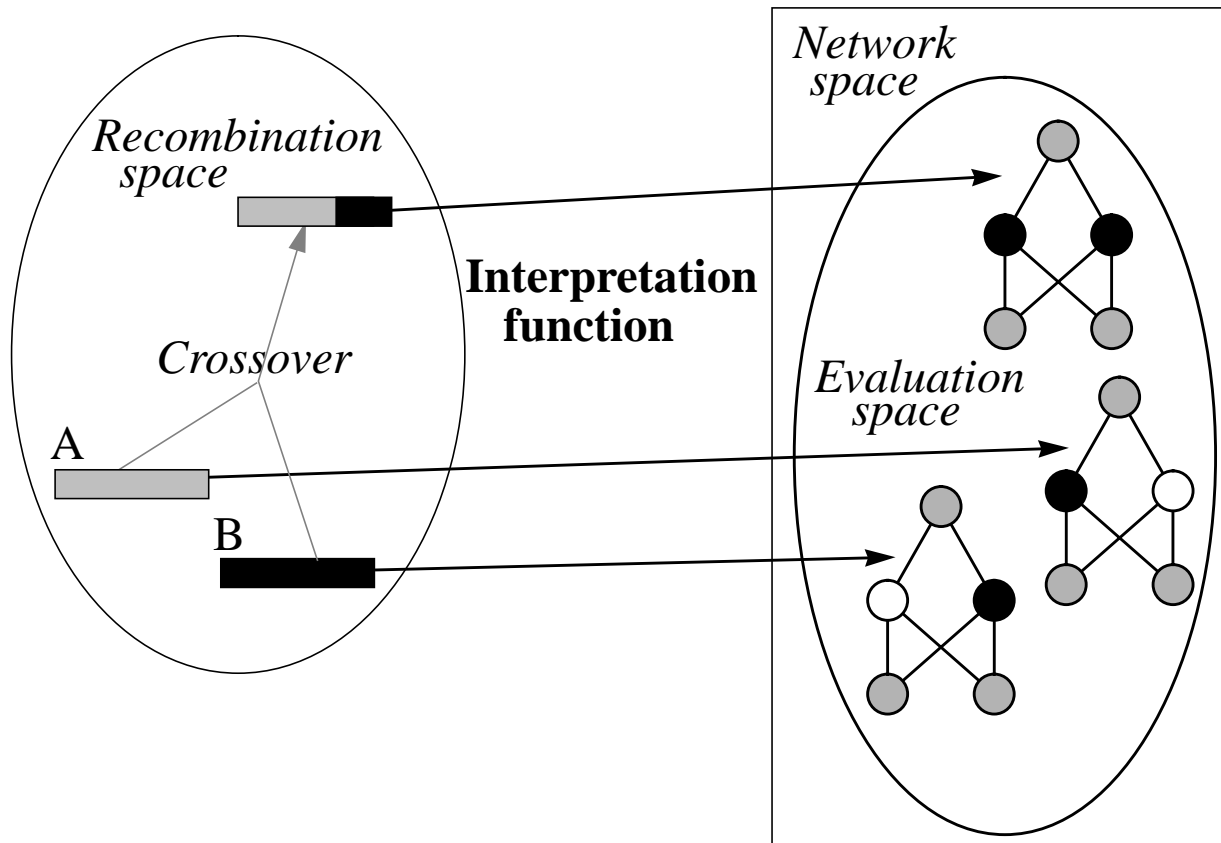 Network
space
Recombination
space
Interpretation
function
Crossover
Evaluation
space
A
B